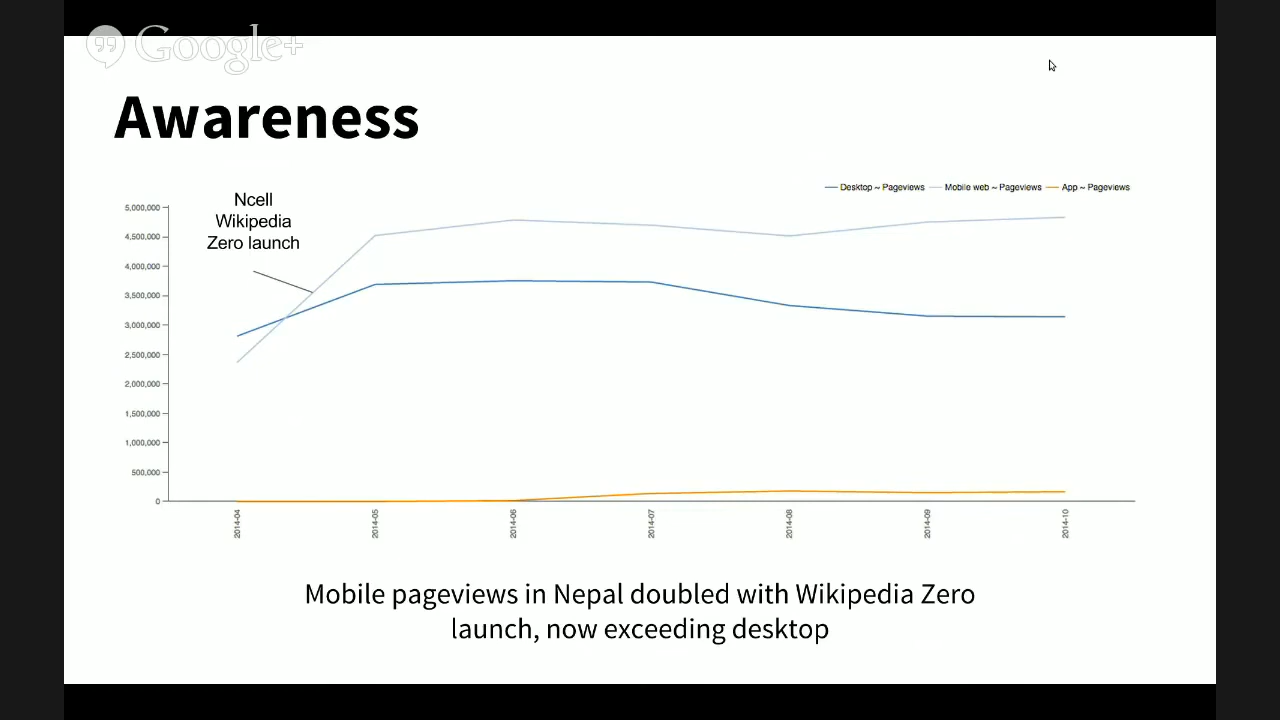 Google+
Awareness
Ncell
Wikipedia
Zero launch
Desktop ~ Pageviews Mobile web ~ Pageviews App ~ Pageviews
5,000,000
4,500,000
4,000,000
3,500,000
3,000,000
2,500,000
2,000,000
1,500,000
1,000,000
500,000
0
2014-04 2014-05 2014-06 2014-07 2014-08 2014-09 2014-10
Mobile pageviews in Nepal doubled with Wikipedia Zero
launch, now exceeding desktop